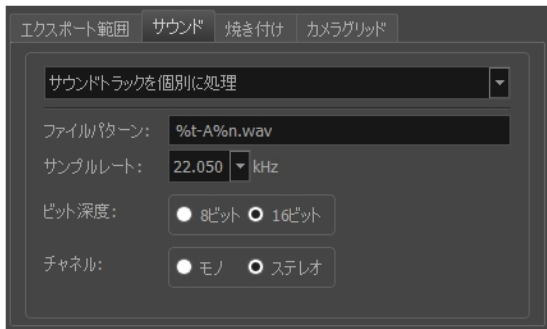 エクスポート範囲 サウンド 焼き付け カメラグリッド
サウンドトラックを個別に処理
ファイルパターン: %t-A%n.wav
サンプルレート: 22.050 kHz
ビット深度: 8ビット 16ビット
チャネル: モノ ステレオ